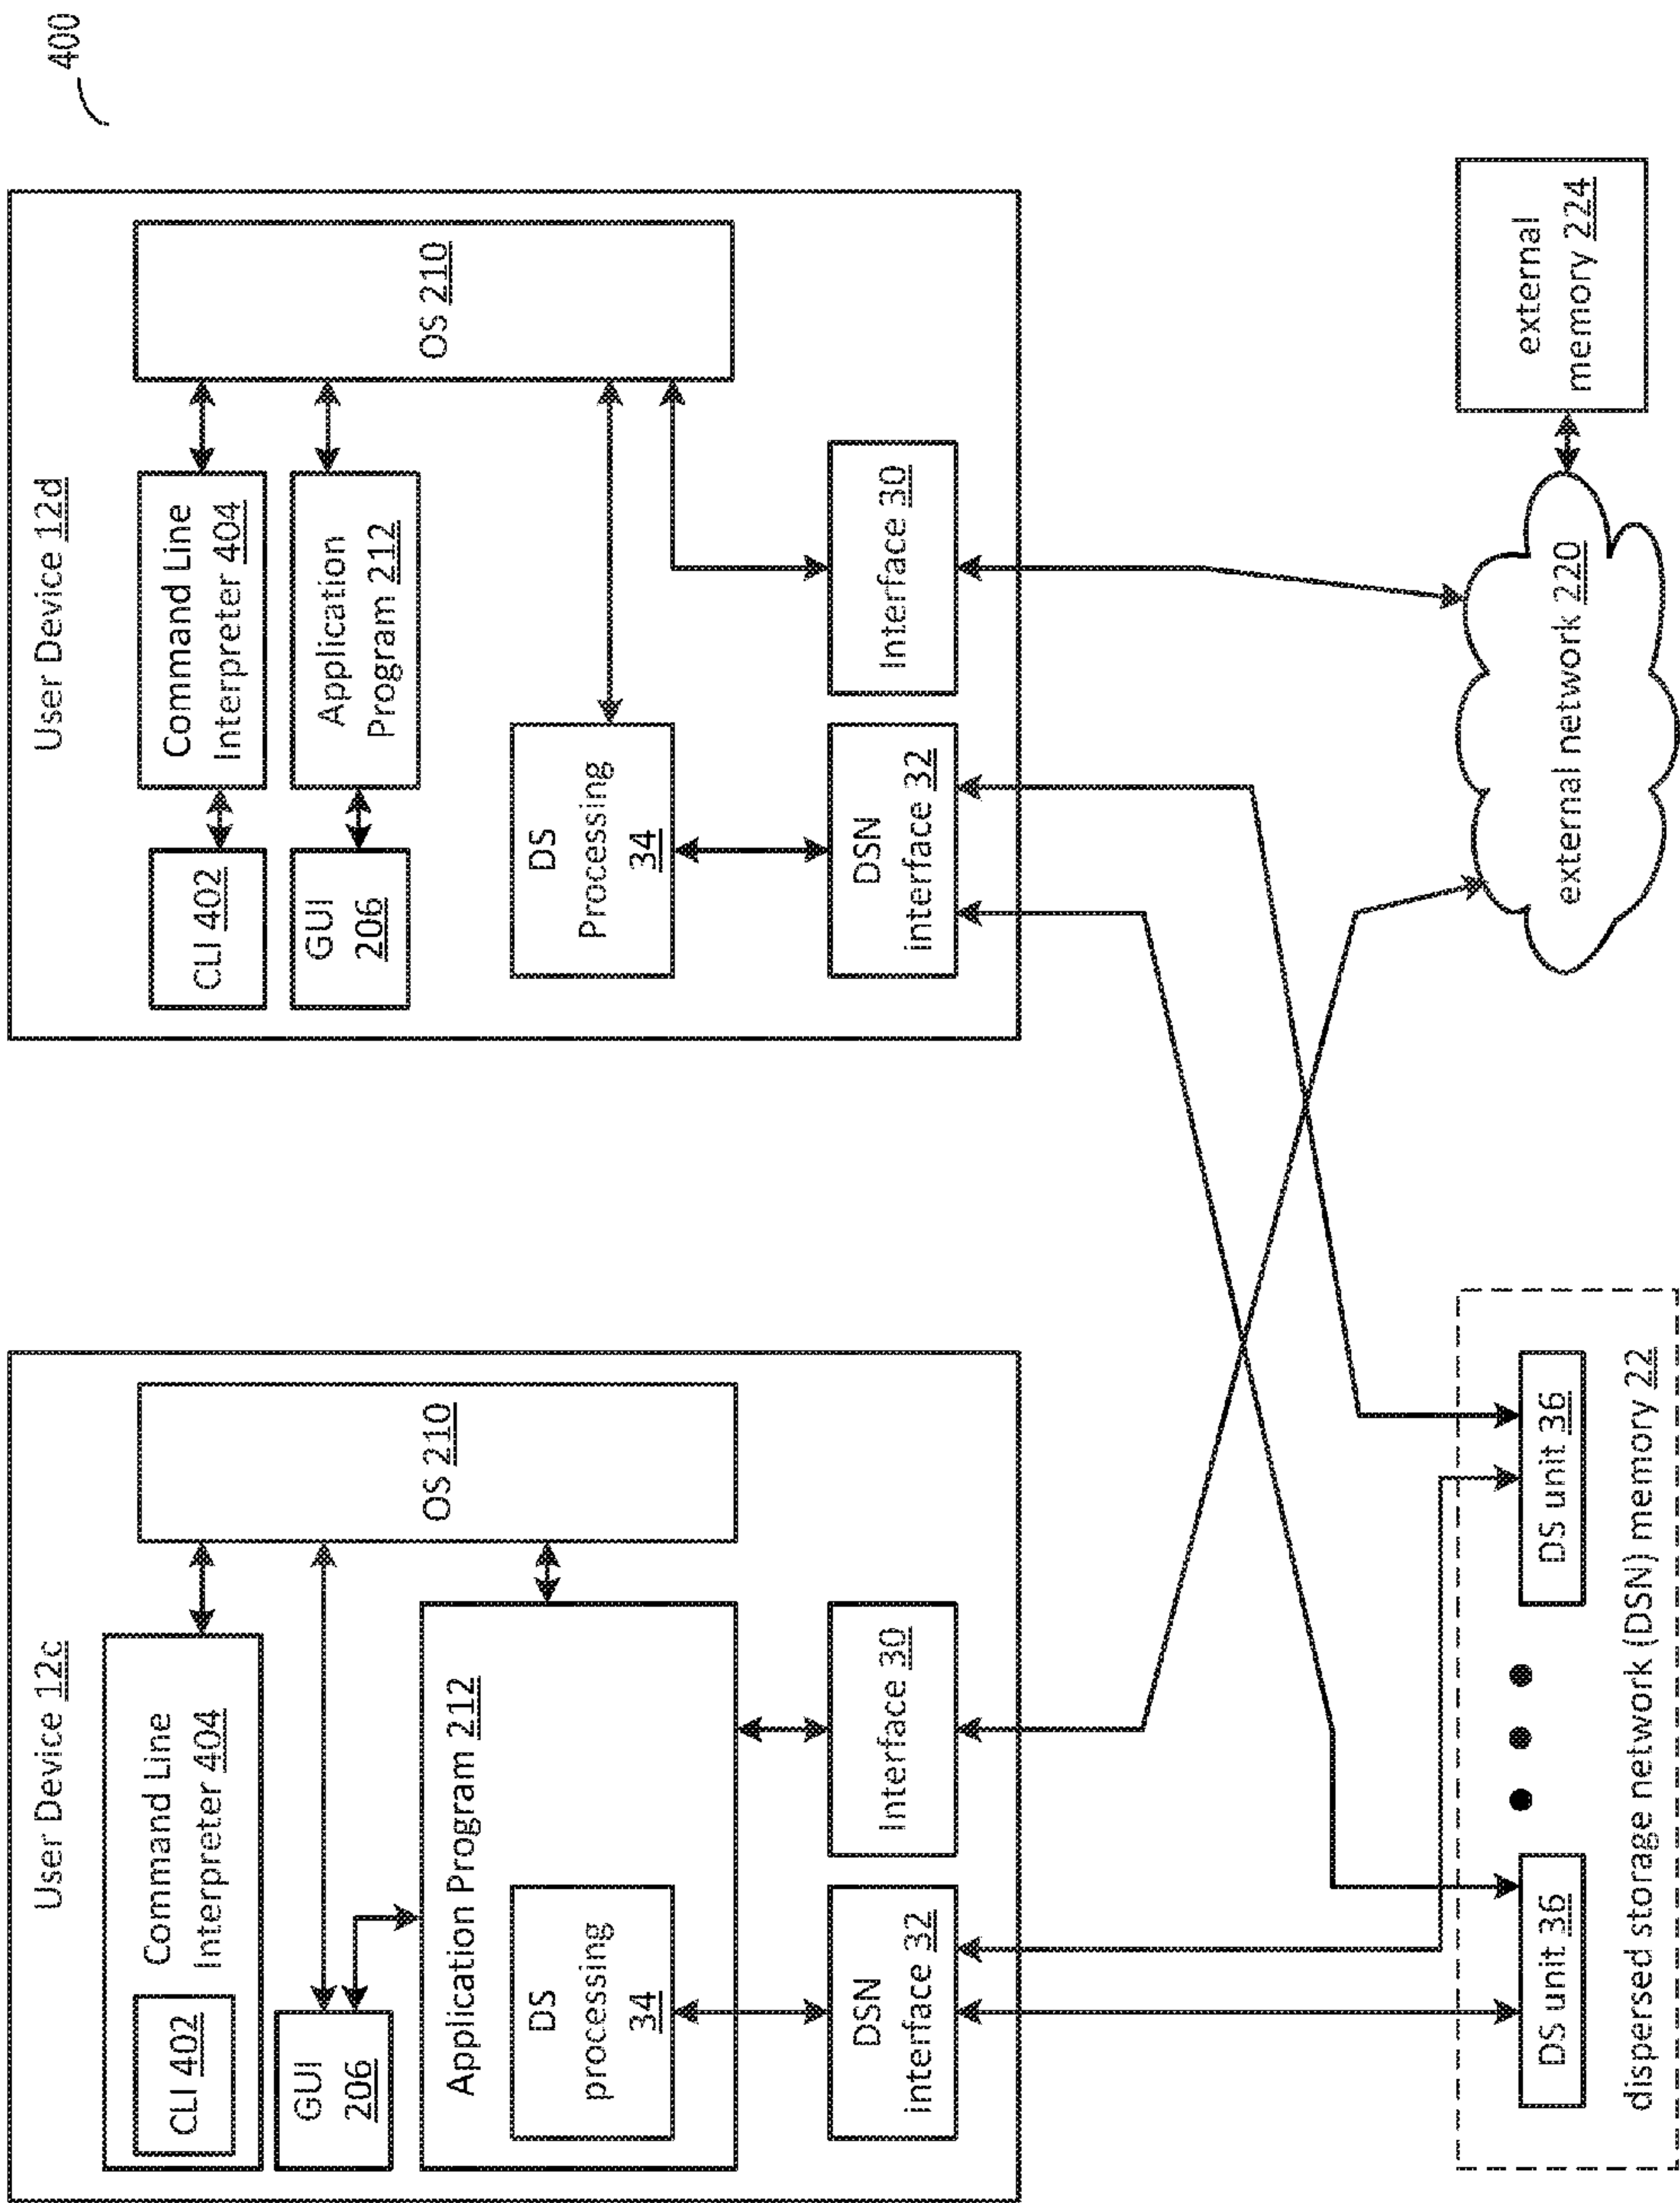 400
User Device 12c
CLI 402
Command Line
Interpreter 404
GUI
206
OS 210
Application Program 212
DS
processing
34
DSN
interface 32
Interface 30
User Device 12d
CLI 402
Command Line
Interpreter 404
GUI
206
Application
Program 212
OS 210
DS
Processing
34
DSN
interface 32
Interface 30
DS unit 36
DS unit 36
dispersed storage network (DSN) memory 22
external network 220
external
memory 224